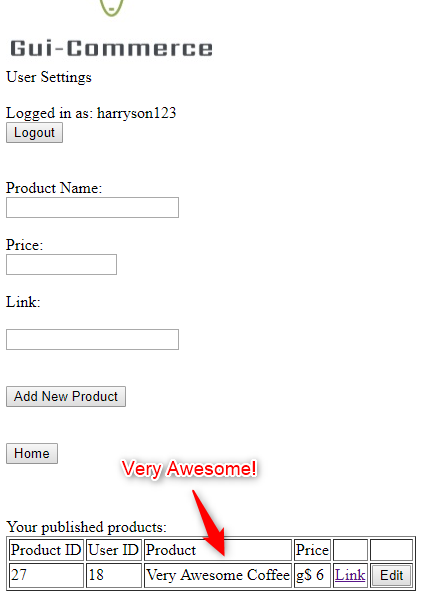 Gui-Commerce
User Settings
Logged in as: harryson123
Logout
Product Name:
Price:
Link:
Add New Product
Home
Very Awesome!
Your published products:
Product ID User ID Product Price
27 18 Very Awesome Coffee g$ 6 Link Edit